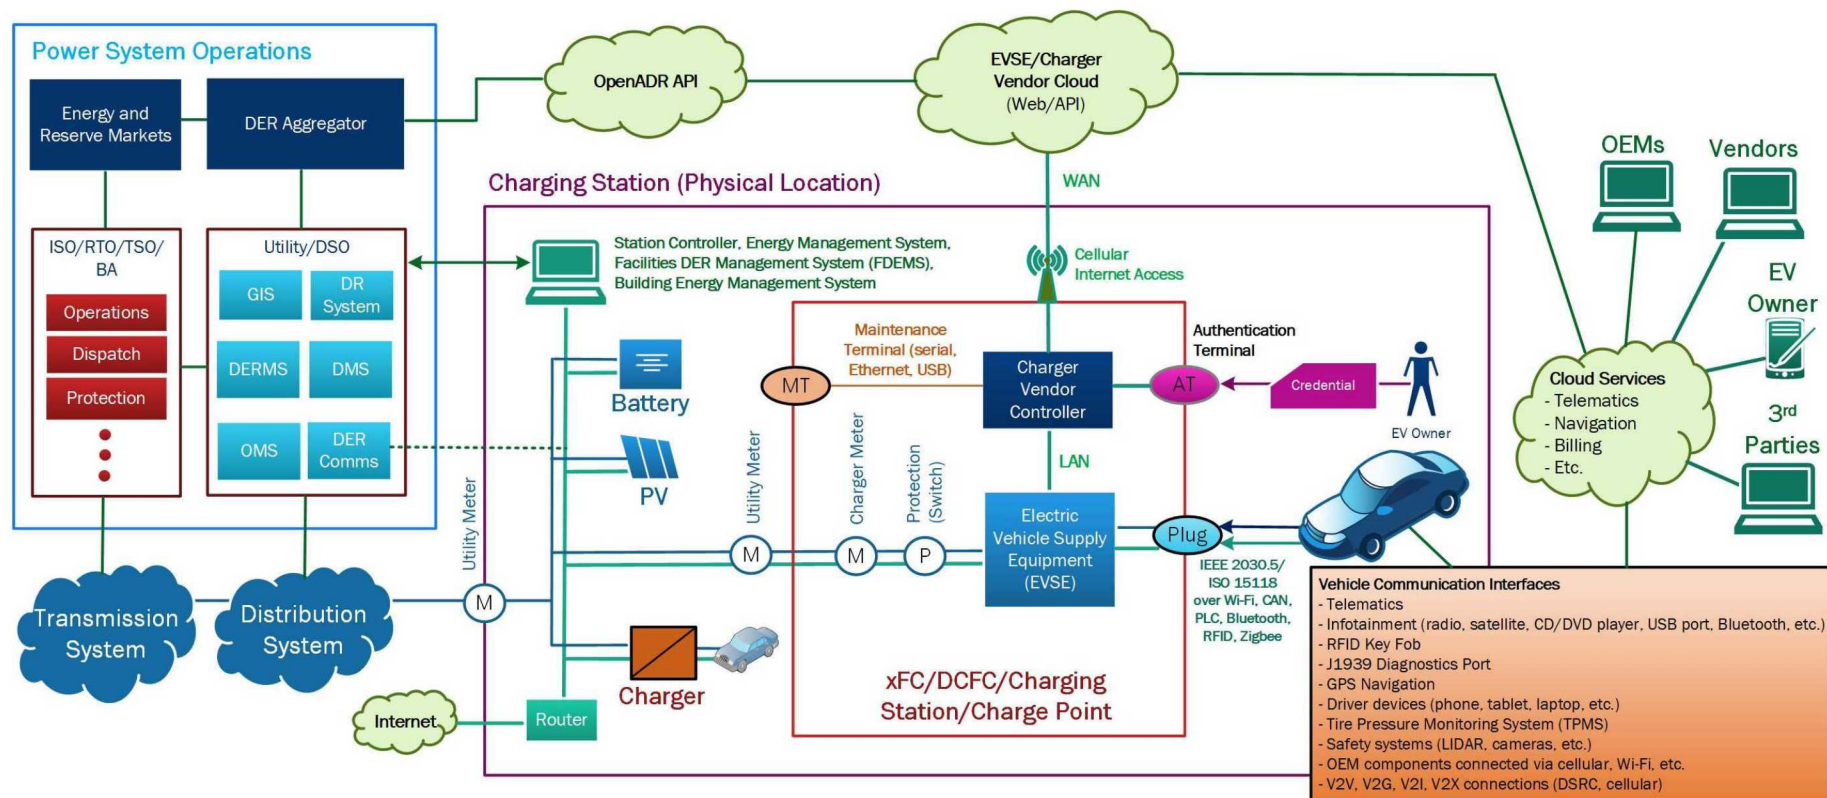 Power System Operations
Energy and
Reserve Markets
DER Aggregator
ISO/RTO/TSO/
BA
Operations
Dispatch
Protection
Utility/DSO
GIS
DR
System
DERMS
DMS
OMS
DER
Comms
Transmission
System
Distribution
System
OpenADR API
EVSE/Charger
Vendor Cloud
(Web/API)
WAN
Charging Station (Physical Location)
Station Controller, Energy Management System,
Facilities DER Management System (FDEMS),
Building Energy Management System
Cellular
Internet Access
Battery
PV
Utility Meter
M
Charger
Router
Internet
Utility Meter
M
Charger Meter
M
Protection
(Switch)
P
Maintenance
Terminal (serial,
Ethernet, USB)
MT
Charger
Vendor
Controller
Authentication
Terminal
AT
Credential
EV Owner
LAN
Electric
Vehicle Supply
Equipment
(EVSE)
Plug
IEEE 2030.5/
ISO 15118
over Wi-Fi, CAN,
PLC, Bluetooth,
RFID, Zigbee
xFC/DCFC/Charging
Station/Charge Point
OEMs
Vendors
EV
Owner
3rd
Parties
Cloud Services
- Telematics
- Navigation
- Billing
- Etc.
Vehicle Communication Interfaces
- Telematics
- Infotainment (radio, satellite, CD/DVD player, USB port, Bluetooth, etc.)
- RFID Key Fob
- J1939 Diagnostics Port
- GPS Navigation
- Driver devices (phone, tablet, laptop, etc.)
- Tire Pressure Monitoring System (TPMS)
- Safety systems (LIDAR, cameras, etc.)
- OEM components connected via cellular, Wi-Fi, etc.
- V2V, V2G, V2I, V2X connections (DSRC, cellular)